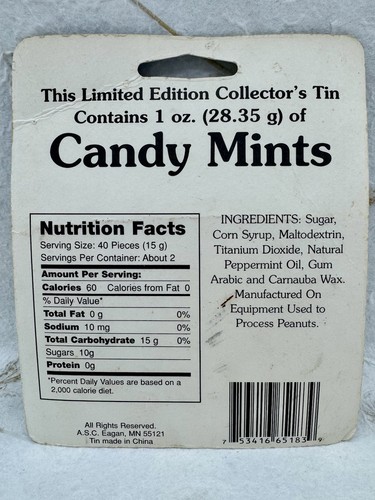 This Limited Edition Collector's Tin
Contains 1 oz. (28.35 g) of
Candy Mints
Nutrition Facts
Serving Size: 40 Pieces (15 g)
Servings Per Container: About 2
Amount Per Serving:
Calories 60 Calories from Fat 0
% Daily Value*
Total Fat 0 g 0%
Sodium 10 mg 0%
Total Carbohydrate 15 g 0%
Sugars 10g
Protein 0g
*Percent Daily Values are based on a
2,000 calorie diet.
INGREDIENTS: Sugar,
Corn Syrup, Maltodextrin,
Titanium Dioxide, Natural
Peppermint Oil, Gum
Arabic and Carnauba Wax.
Manufactured On
Equipment Used to
Process Peanuts.
All Rights Reserved.
A.S.C. Eagan, MN 55121
Tin made in China
7 53416 65183 9